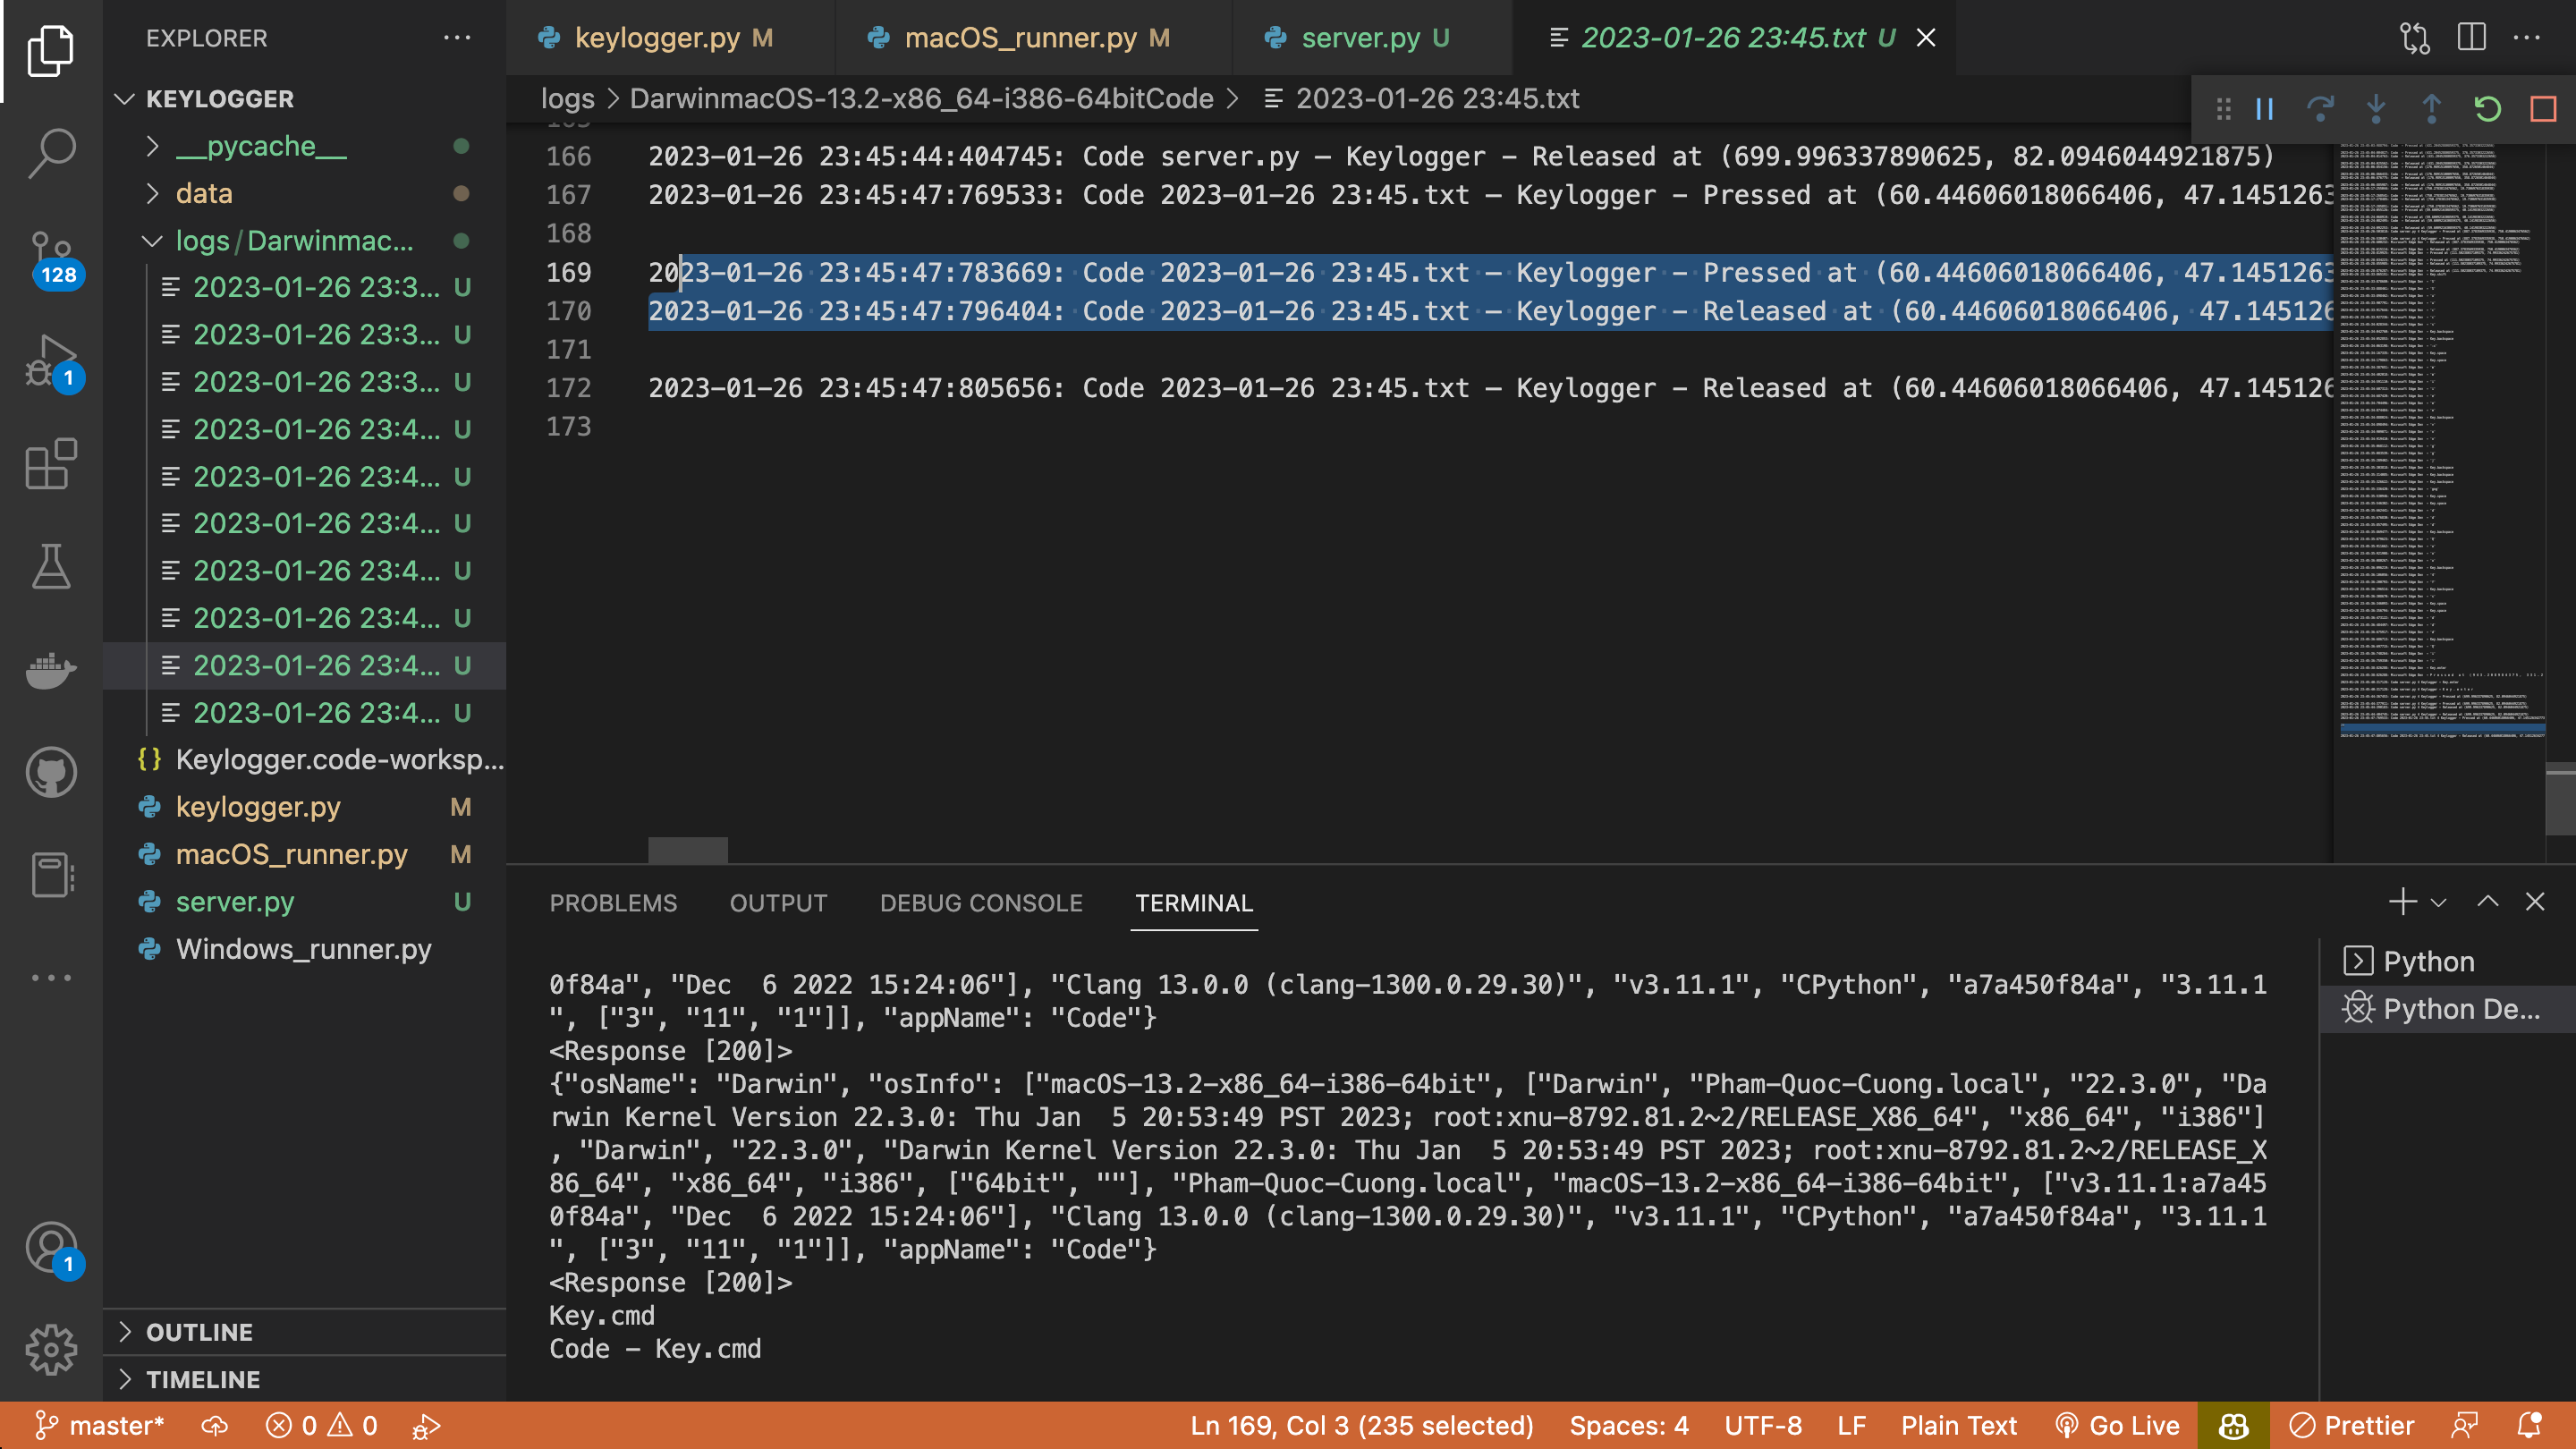 EXPLORER
keylogger.py M
macOS_runner.py M
server.py U
2023-01-26 23:45.txt U
KEYLOGGER
logs > DarwinmacOS-13.2-x86_64-i386-64bitCode > 2023-01-26 23:45.txt
__pycache__
data
logs/Darwinmac...
2023-01-26 23:3... U
2023-01-26 23:3... U
2023-01-26 23:3... U
2023-01-26 23:4... U
2023-01-26 23:4... U
2023-01-26 23:4... U
2023-01-26 23:4... U
2023-01-26 23:4... U
2023-01-26 23:4... U
2023-01-26 23:4... U
Keylogger.code-worksp...
keylogger.py M
macOS_runner.py M
server.py U
Windows_runner.py
OUTLINE
TIMELINE
128
1
1
166 2023-01-26 23:45:44:404745: Code server.py — Keylogger - Released at (699.996337890625, 82.0946044921875)
167 2023-01-26 23:45:47:769533: Code 2023-01-26 23:45.txt — Keylogger - Pressed at (60.44606018066406, 47.1451263
168
169 2023-01-26 23:45:47:783669: Code 2023-01-26 23:45.txt — Keylogger - Pressed at (60.44606018066406, 47.1451263
170 2023-01-26 23:45:47:796404: Code 2023-01-26 23:45.txt — Keylogger - Released at (60.44606018066406, 47.145126
171
172 2023-01-26 23:45:47:805656: Code 2023-01-26 23:45.txt — Keylogger - Released at (60.44606018066406, 47.145126
173
PROBLEMS OUTPUT DEBUG CONSOLE TERMINAL
0f84a", "Dec  6 2022 15:24:06"], "Clang 13.0.0 (clang-1300.0.29.30)", "v3.11.1", "CPython", "a7a450f84a", "3.11.1
", ["3", "11", "1"]], "appName": "Code"}
<Response [200]>
{"osName": "Darwin", "osInfo": ["macOS-13.2-x86_64-i386-64bit", ["Darwin", "Pham-Quoc-Cuong.local", "22.3.0", "Da
rwin Kernel Version 22.3.0: Thu Jan  5 20:53:49 PST 2023; root:xnu-8792.81.2~2/RELEASE_X86_64", "x86_64", "i386"]
, "Darwin", "22.3.0", "Darwin Kernel Version 22.3.0: Thu Jan  5 20:53:49 PST 2023; root:xnu-8792.81.2~2/RELEASE_X
86_64", "x86_64", "i386", ["64bit", ""], "Pham-Quoc-Cuong.local", "macOS-13.2-x86_64-i386-64bit", ["v3.11.1:a7a45
0f84a", "Dec  6 2022 15:24:06"], "Clang 13.0.0 (clang-1300.0.29.30)", "v3.11.1", "CPython", "a7a450f84a", "3.11.1
", ["3", "11", "1"]], "appName": "Code"}
<Response [200]>
Key.cmd
Code - Key.cmd
Python
Python De...
master* 0 0 Ln 169, Col 3 (235 selected) Spaces: 4 UTF-8 LF Plain Text Go Live Prettier